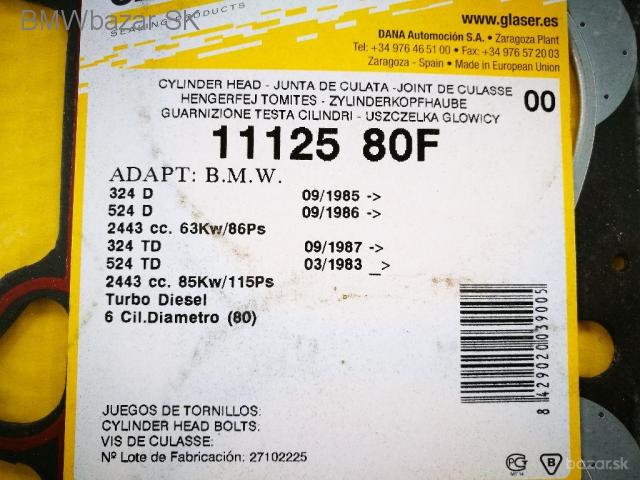 BMWbazar.SK
SEALING PRODUCTS
www.glaser.es
DANA Automoción S.A. • Zaragoza Plant
Tel.: +34 976 46 51 00 • Fax: +34 976 57 20 03
Zaragoza - Spain • Made in European Union
CYLINDER HEAD - JUNTA DE CULATA - JOINT DE CULASSE
HENGERFEJ TOMITES - ZYLINDERKOPFHAUBE
GUARNIZIONE TESTA CILINDRI - USZCZELKA GLOWICY
00
11125 80F
ADAPT: B.M.W.
324 D 09/1985 ->
524 D 09/1986 ->
2443 cc. 63Kw/86Ps
324 TD 09/1987 ->
524 TD 03/1983 _>
2443 cc. 85Kw/115Ps
Turbo Diesel
6 Cil.Diametro (80)
8429020039005
JUEGOS DE TORNILLOS:
CYLINDER HEAD BOLTS:
VIS DE CULASSE:
Nº Lote de Fabricación: 27102225
bazar.sk